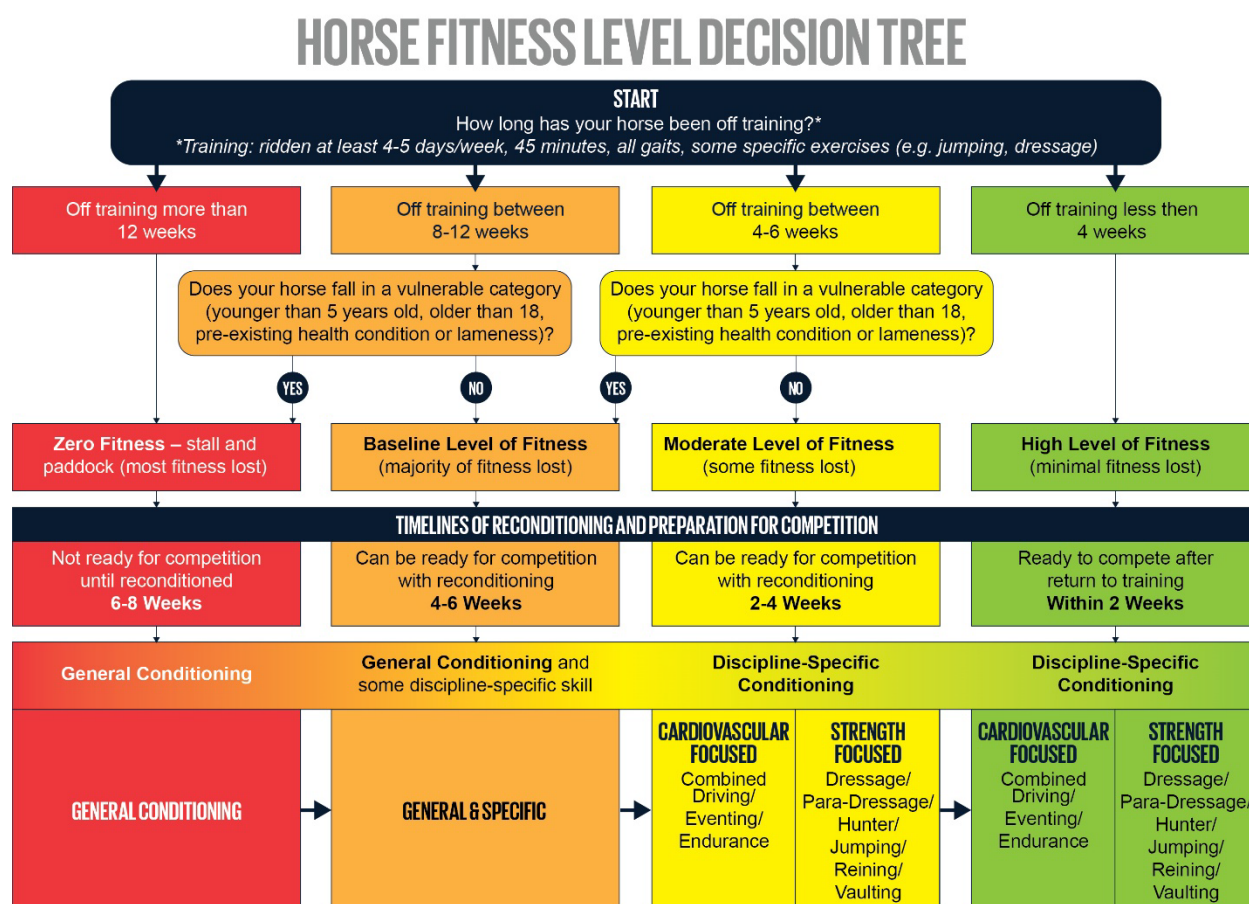 HORSE FITNESS LEVEL DECISION TREE
START
How long has your horse been off training?*
*Training: ridden at least 4-5 days/week, 45 minutes, all gaits, some specific exercises (e.g. jumping, dressage)
Off training more than
12 weeks
Off training between
8-12 weeks
Off training between
4-6 weeks
Off training less then
4 weeks
Does your horse fall in a vulnerable category
(younger than 5 years old, older than 18,
pre-existing health condition or lameness)?
Does your horse fall in a vulnerable category
(younger than 5 years old, older than 18,
pre-existing health condition or lameness)?
YES
NO
YES
NO
Zero Fitness – stall and
paddock (most fitness lost)
Baseline Level of Fitness
(majority of fitness lost)
Moderate Level of Fitness
(some fitness lost)
High Level of Fitness
(minimal fitness lost)
TIMELINES OF RECONDITIONING AND PREPARATION FOR COMPETITION
Not ready for competition
until reconditioned
6-8 Weeks
Can be ready for competition
with reconditioning
4-6 Weeks
Can be ready for competition
with reconditioning
2-4 Weeks
Ready to compete after
return to training
Within 2 Weeks
General Conditioning
General Conditioning and
some discipline-specific skill
Discipline-Specific
Conditioning
Discipline-Specific
Conditioning
GENERAL CONDITIONING
GENERAL & SPECIFIC
CARDIOVASCULAR
FOCUSED
Combined
Driving/
Eventing/
Endurance
STRENGTH
FOCUSED
Dressage/
Para-Dressage/
Hunter/
Jumping/
Reining/
Vaulting
CARDIOVASCULAR
FOCUSED
Combined
Driving/
Eventing/
Endurance
STRENGTH
FOCUSED
Dressage/
Para-Dressage/
Hunter/
Jumping/
Reining/
Vaulting